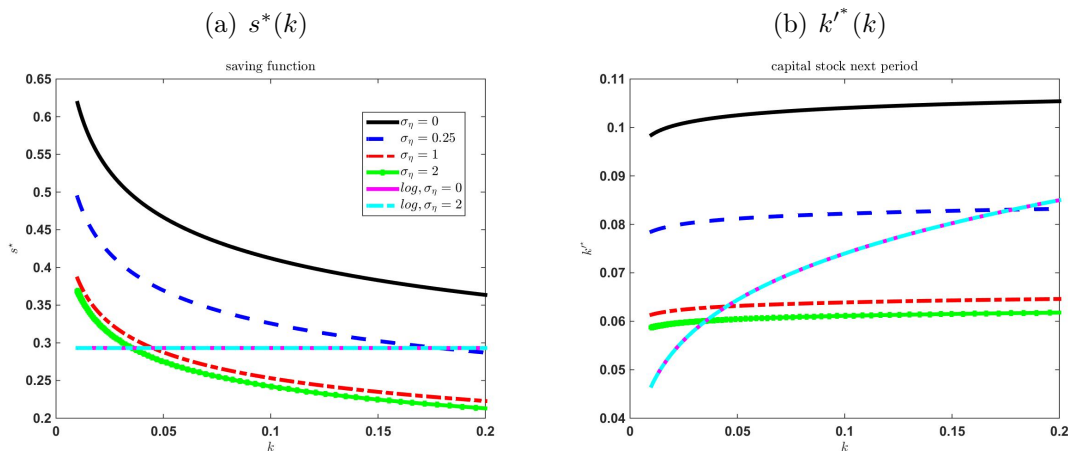 (a) s*(k)
saving function
0.65
0.6
0.55
0.5
0.45
0.4
0.35
0.3
0.25
0.2
s*
0
0.05
0.1
0.15
0.2
k
σ_η = 0
σ_η = 0.25
σ_η = 1
σ_η = 2
log, σ_η = 0
log, σ_η = 2
(b) k'*(k)
capital stock next period
0.11
0.1
0.09
0.08
0.07
0.06
0.05
0.04
k'*
0
0.05
0.1
0.15
0.2
k